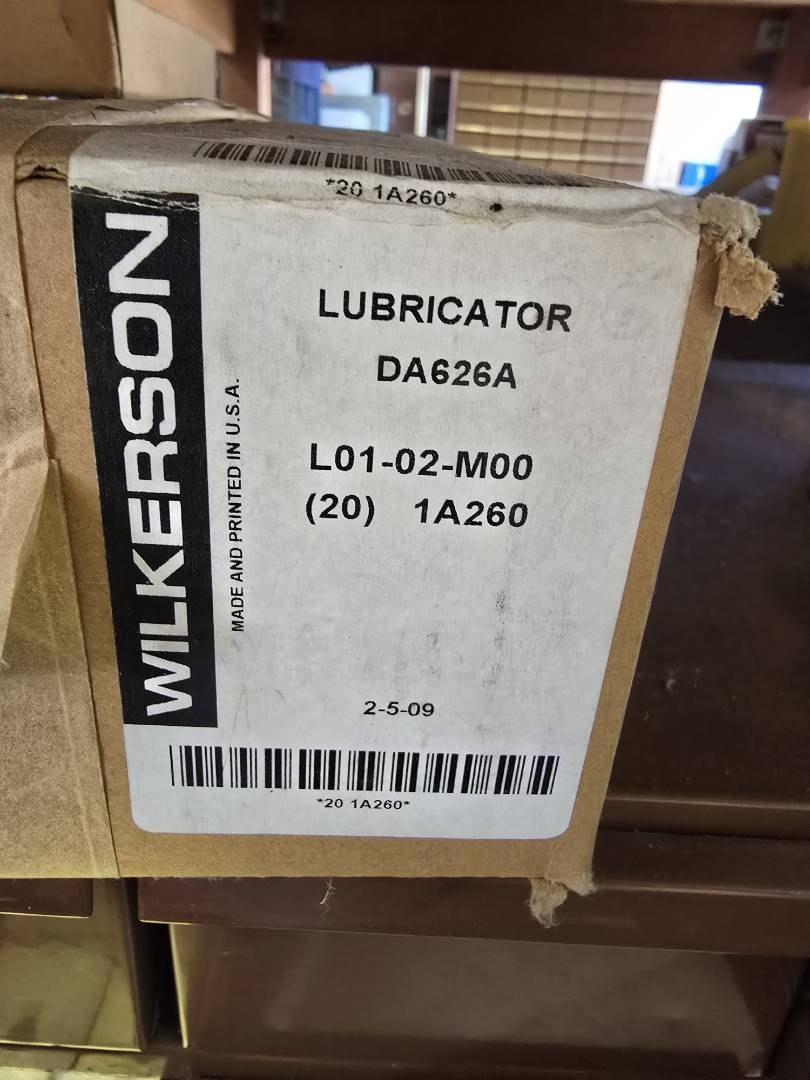 *20 1A260*
WILKERSON
MADE AND PRINTED IN U.S.A.
LUBRICATOR
DA626A
L01-02-M00
(20) 1A260
2-5-09
*20 1A260*